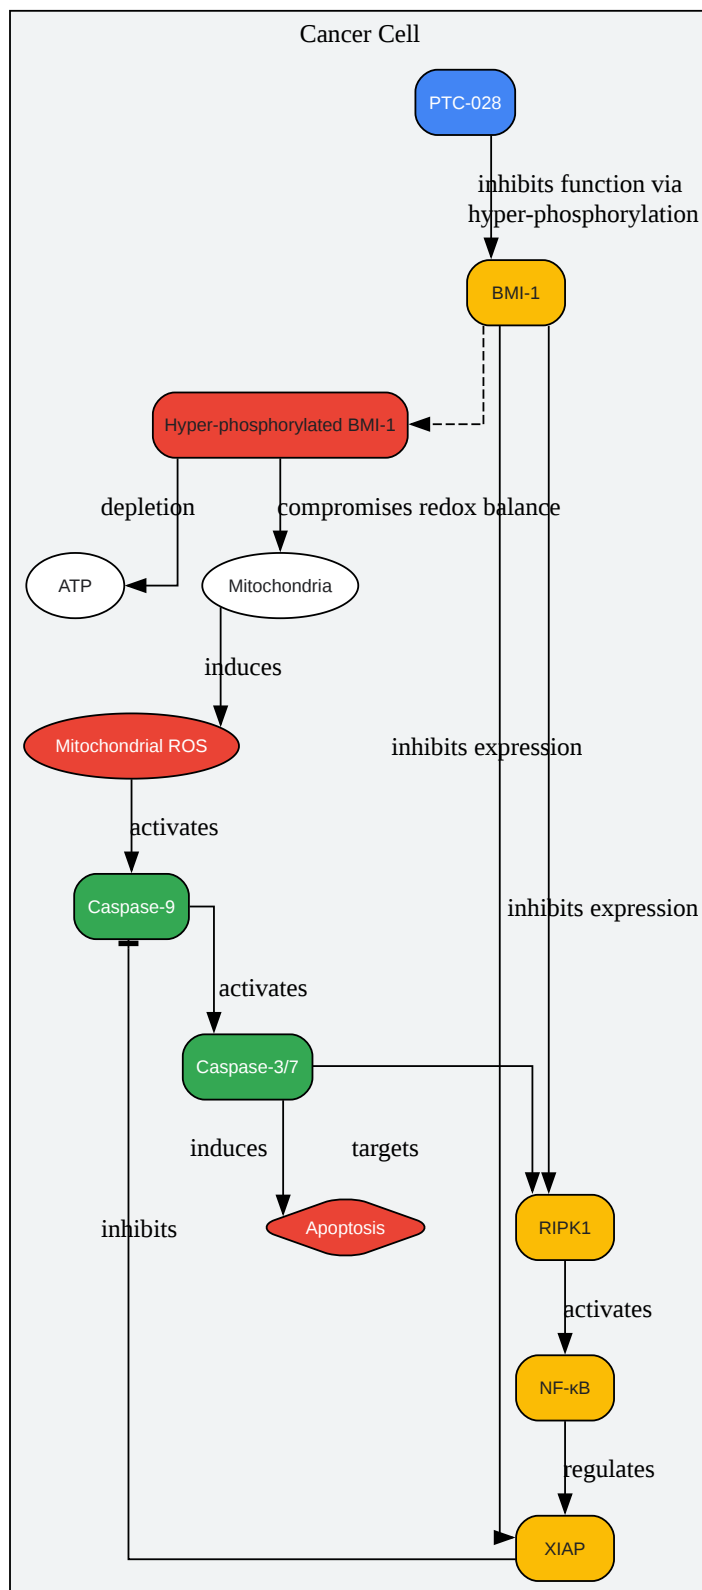 Cancer Cell
PTC-028
inhibits function via
hyper-phosphorylation
BMI-1
Hyper-phosphorylated BMI-1
depletion
compromises redox balance
ATP
Mitochondria
induces
Mitochondrial ROS
inhibits expression
activates
Caspase-9
inhibits expression
activates
Caspase-3/7
induces
targets
Apoptosis
RIPK1
inhibits
activates
NF-κB
regulates
XIAP